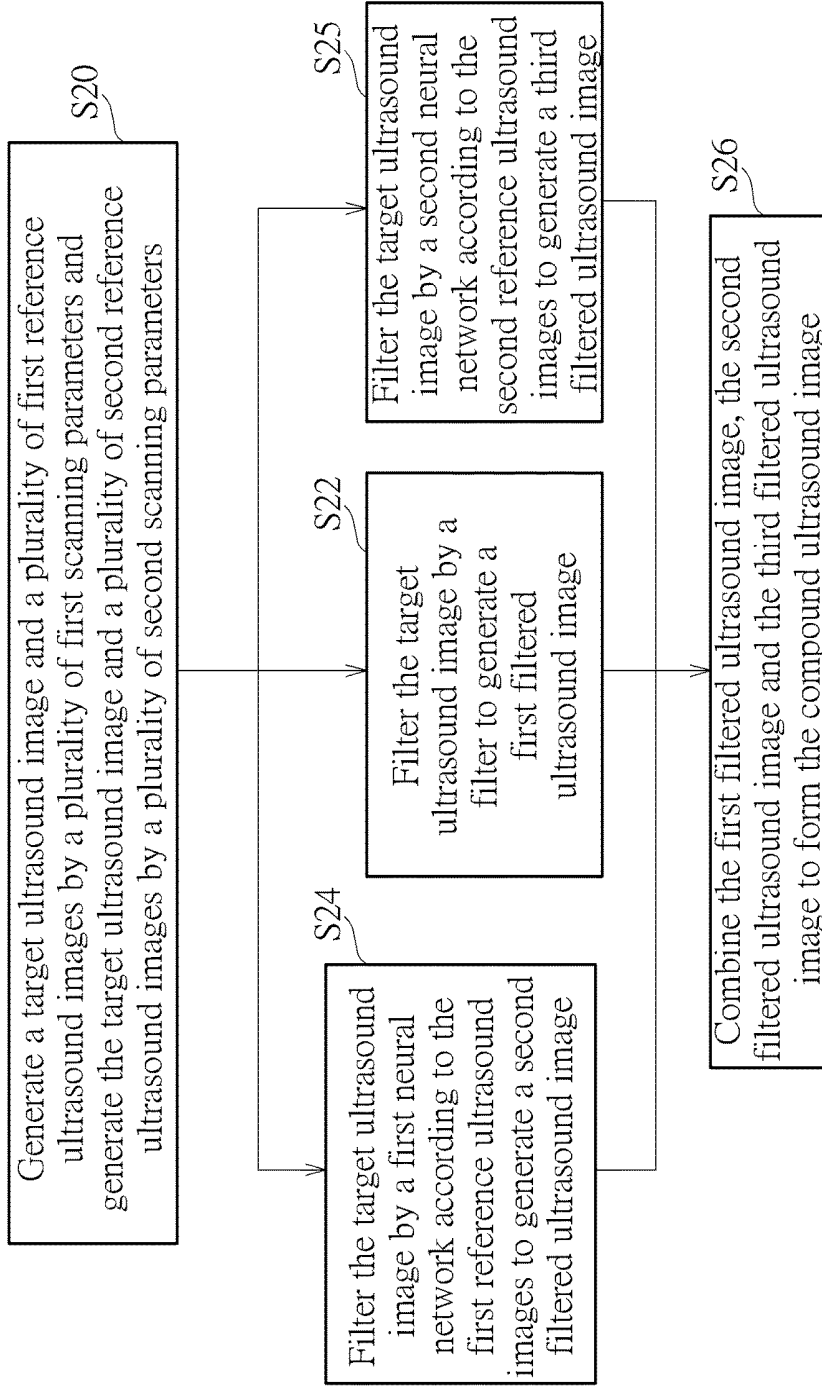 Generate a target ultrasound image and a plurality of first reference
ultrasound images by a plurality of first scanning parameters and
generate the target ultrasound image and a plurality of second reference
ultrasound images by a plurality of second scanning parameters
S20
Filter the target ultrasound
image by a first neural
network according to the
first reference ultrasound
images to generate a second
filtered ultrasound image
S24
Filter the target
ultrasound image by a
filter to generate a
first filtered
ultrasound image
S22
Filter the target ultrasound
image by a second neural
network according to the
second reference ultrasound
images to generate a third
filtered ultrasound image
S25
Combine the first filtered ultrasound image, the second
filtered ultrasound image and the third filtered ultrasound
image to form the compound ultrasound image
S26